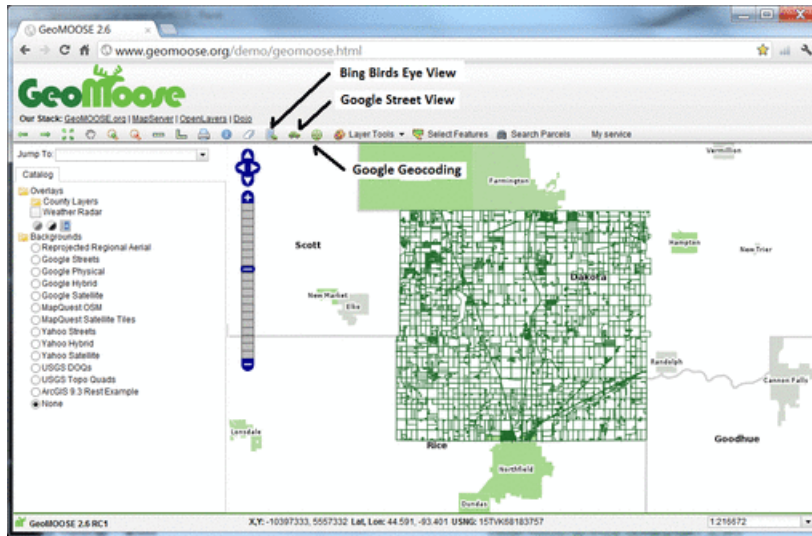 GeoMOOSE 2.6
www.geomoose.org/demo/geomoose.html
Bing Birds Eye View
GeoMoose
Google Street View
Our Stack: GeoMOOSE.org | MapServer | OpenLayers | Dojo
Layer Tools Select Features Search Parcels My service
Google Geocoding
Jump To:
Catalog
Overlays
County Layers
Weather Radar
Backgrounds
Reprojected Regional Aerial
Google Streets
Google Physical
Google Hybrid
Google Satellite
MapQuest OSM
MapQuest Satellite Tiles
Yahoo Streets
Yahoo Hybrid
Yahoo Satellite
USGS DOQs
USGS Topo Quads
ArcGIS 9.3 Rest Example
None
Vermillion
Farmington
Scott
Hampton
New Trier
Dakota
New Market
Elko
Randolph
Cannon Falls
Lonsdale
Rice
Goodhue
Northfield
Dundas
GeoMOOSE 2.6 RC1
X,Y: -10397333, 5557332 Lat, Lon: 44.591, -93.401 USNG: 15TVK68183757
1:216672